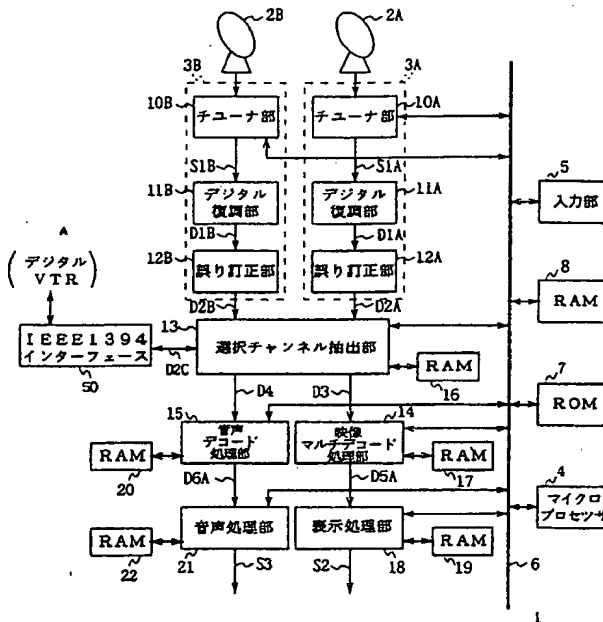 2B
2A
3B
3A
10B
チユーナ部
チユーナ部
10A
S1B
S1A
5
入力部
11B
デジタル
復調部
デジタル
復調部
11A
D1B
D1A
8
RAM
A
(デジタル
VTR)
12B
誤り訂正部
誤り訂正部
12A
D2B
D2A
13
選択チャンネル抽出部
IEEE1394
インターフェース
50
D2C
RAM
16
7
ROM
D4
D3
15
音声
デコード
処理部
14
映像
マルチデコード
処理部
RAM
20
RAM
17
4
マイクロ
プロセツサ
D6A
D5A
音声処理部
21
表示処理部
18
RAM
22
RAM
19
6
S3
S2
1